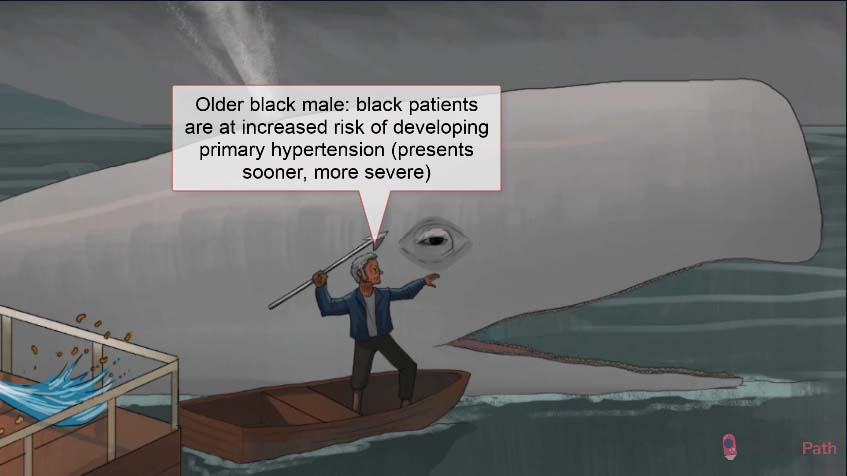 Older black male: black patients
are at increased risk of developing
primary hypertension (presents
sooner, more severe)
Path